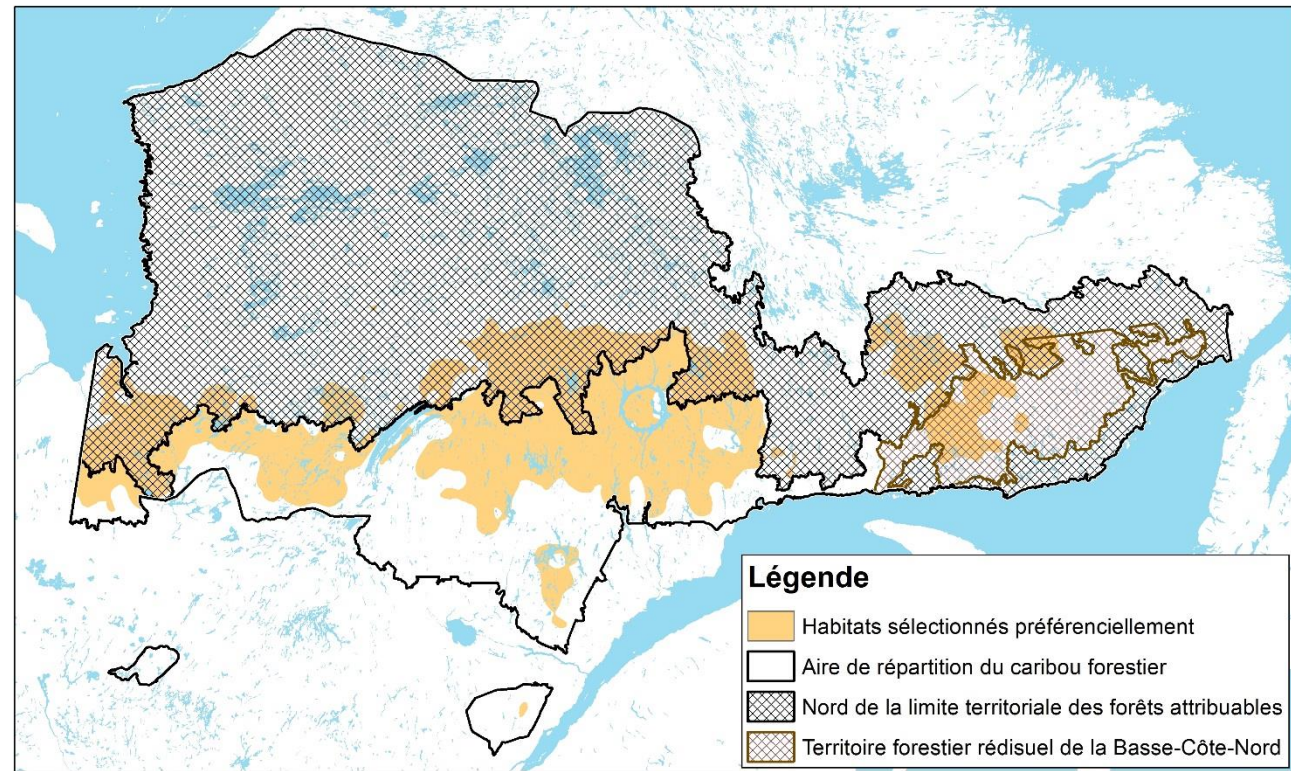 Légende
Habitats sélectionnés préférenciellement
Aire de répartition du caribou forestier
Nord de la limite territoriale des forêts attribuables
Territoire forestier rédisuel de la Basse-Côte-Nord